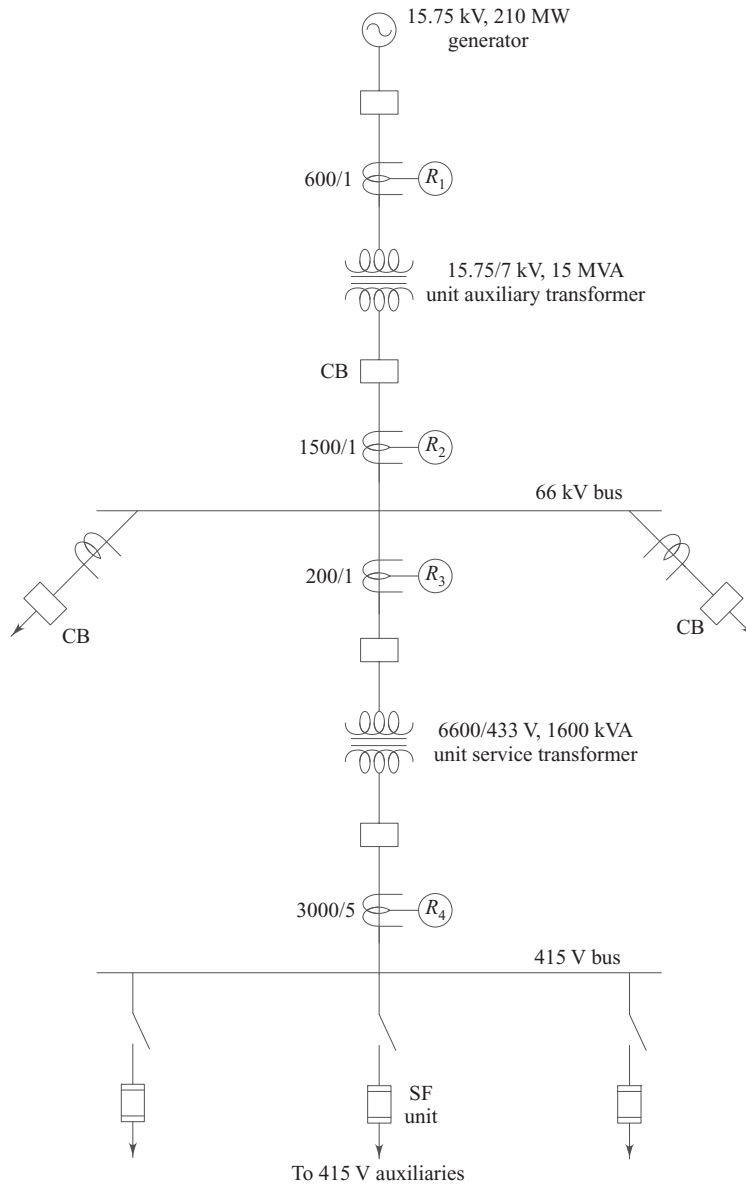 15.75 kV, 210 MW
generator
600/1
R1
15.75/7 kV, 15 MVA
unit auxiliary transformer
CB
1500/1
R2
66 kV bus
200/1
R3
CB
CB
6600/433 V, 1600 kVA
unit service transformer
3000/5
R4
415 V bus
SF
unit
To 415 V auxiliaries